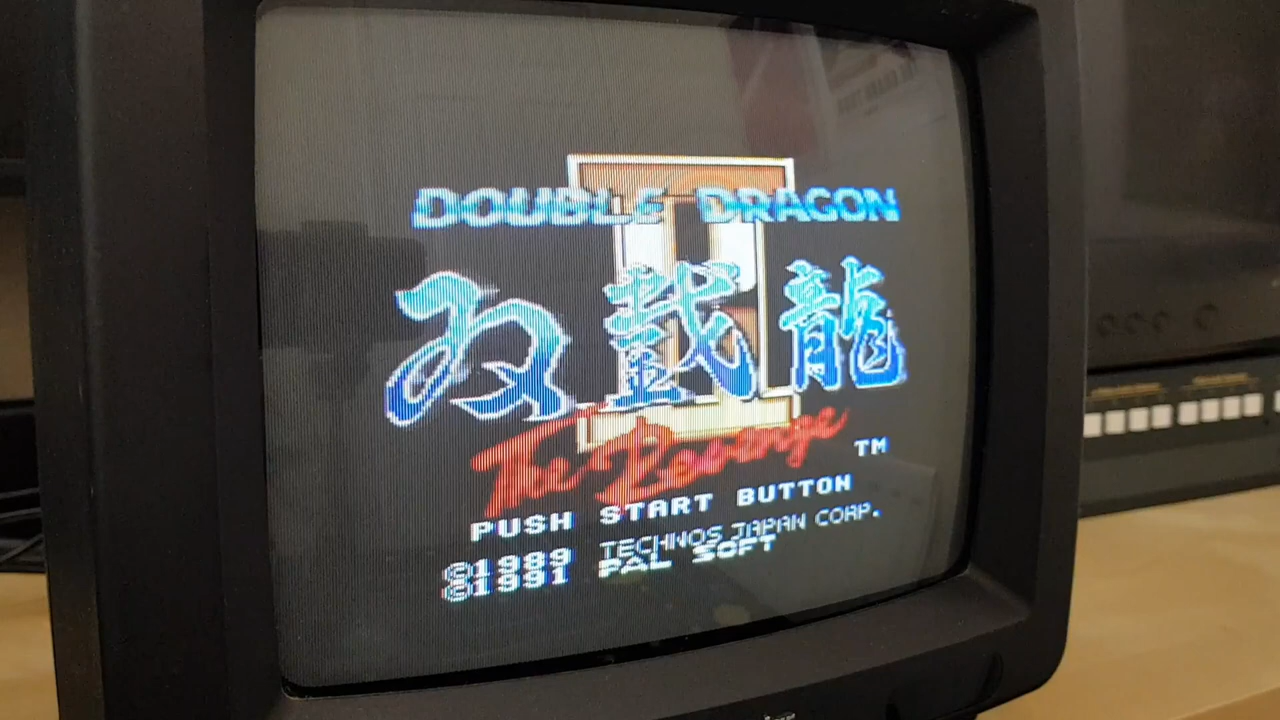 DOUBLE DRAGON
II
双截龍
The Revenge
TM
PUSH START BUTTON
©1989 TECHNOS JAPAN CORP.
©1991 PAL SOFT